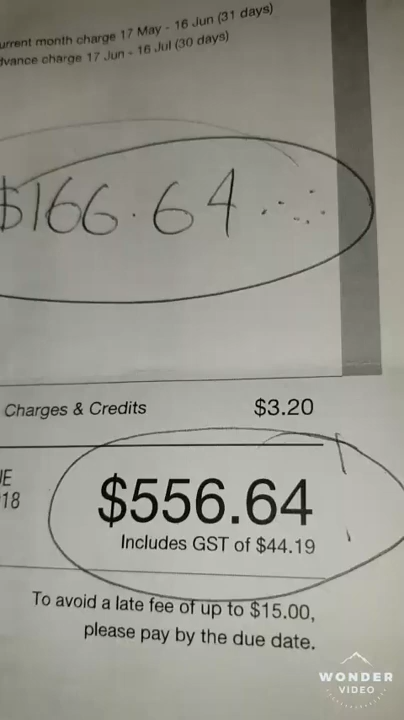 urrent month charge 17 May - 16 Jun (31 days)
dvance charge 17 Jun - 16 Jul (30 days)
$166.64
Charges & Credits $3.20
E
18
$556.64
Includes GST of $44.19
To avoid a late fee of up to $15.00,
please pay by the due date.
WONDER
VIDEO